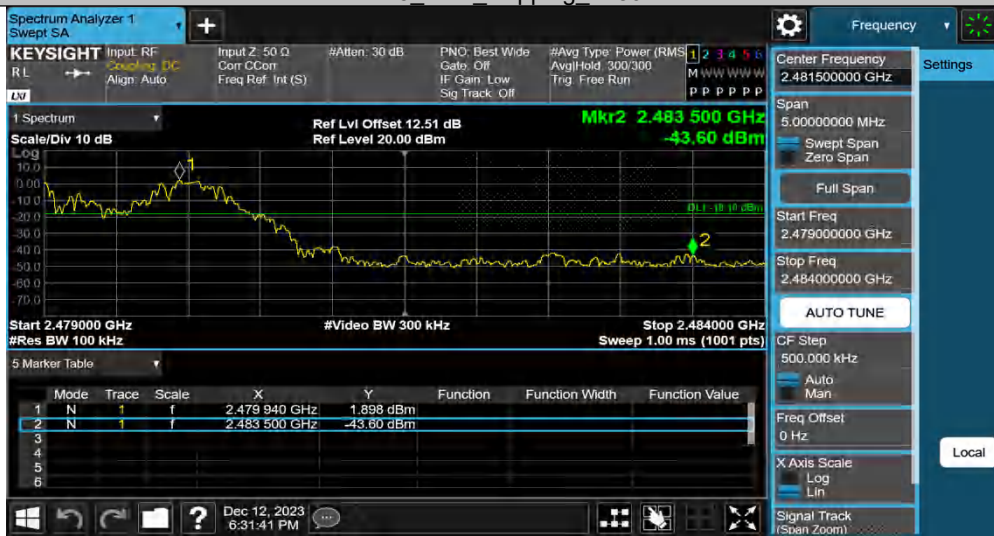 Spectrum Analyzer 1
Swept SA
+
Frequency
KEYSIGHT
RL
LXI
Input: RF
Coupling: DC
Align: Auto
Input Z: 50 Ω
Corr CCorr
Freq Ref: Int (S)
#Atten: 30 dB
PNO: Best Wide
Gate: Off
IF Gain: Low
Sig Track: Off
#Avg Type: Power (RMS
Avg|Hold: 300/300
Trig: Free Run
1 2 3 4 5 6
M W W W W W
P P P P P P
1 Spectrum
Scale/Div 10 dB
Ref Lvl Offset 12.51 dB
Ref Level 20.00 dBm
Mkr2 2.483 500 GHz
-43.60 dBm
Log
10.0
0.00
-10.0
-20.0
-30.0
-40.0
-50.0
-60.0
-70.0
1
2
DL1 -18.10 dBm
Start 2.479000 GHz
#Res BW 100 kHz
#Video BW 300 kHz
Stop 2.484000 GHz
Sweep 1.00 ms (1001 pts)
5 Marker Table
Mode Trace Scale X Y Function Function Width Function Value
1 N 1 f 2.479 940 GHz 1.898 dBm
2 N 1 f 2.483 500 GHz -43.60 dBm
3
4
5
6
?
Dec 12, 2023
6:31:41 PM
Center Frequency
2.481500000 GHz
Span
5.00000000 MHz
Swept Span
Zero Span
Full Span
Start Freq
2.479000000 GHz
Stop Freq
2.484000000 GHz
AUTO TUNE
CF Step
500.000 kHz
Auto
Man
Freq Offset
0 Hz
X Axis Scale
Log
Lin
Signal Track
(Span Zoom)
Settings
Local